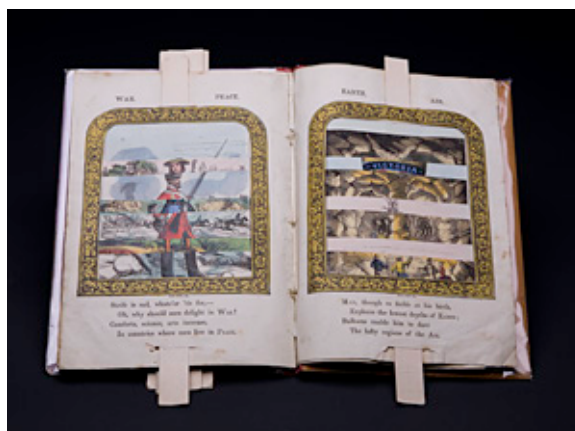 WAR. PEACE.
Strife is sad, whate'er 'tis for,—
Oh, why should men delight in WAR?
Comforts, science, arts increase,
In countries where men live in PEACE.
EARTH. AIR.
VICTORIA
MAN, though so feeble at his birth,
Explores the lowest depths of EARTH;
Balloons enable him to dare
The lofty regions of the AIR.